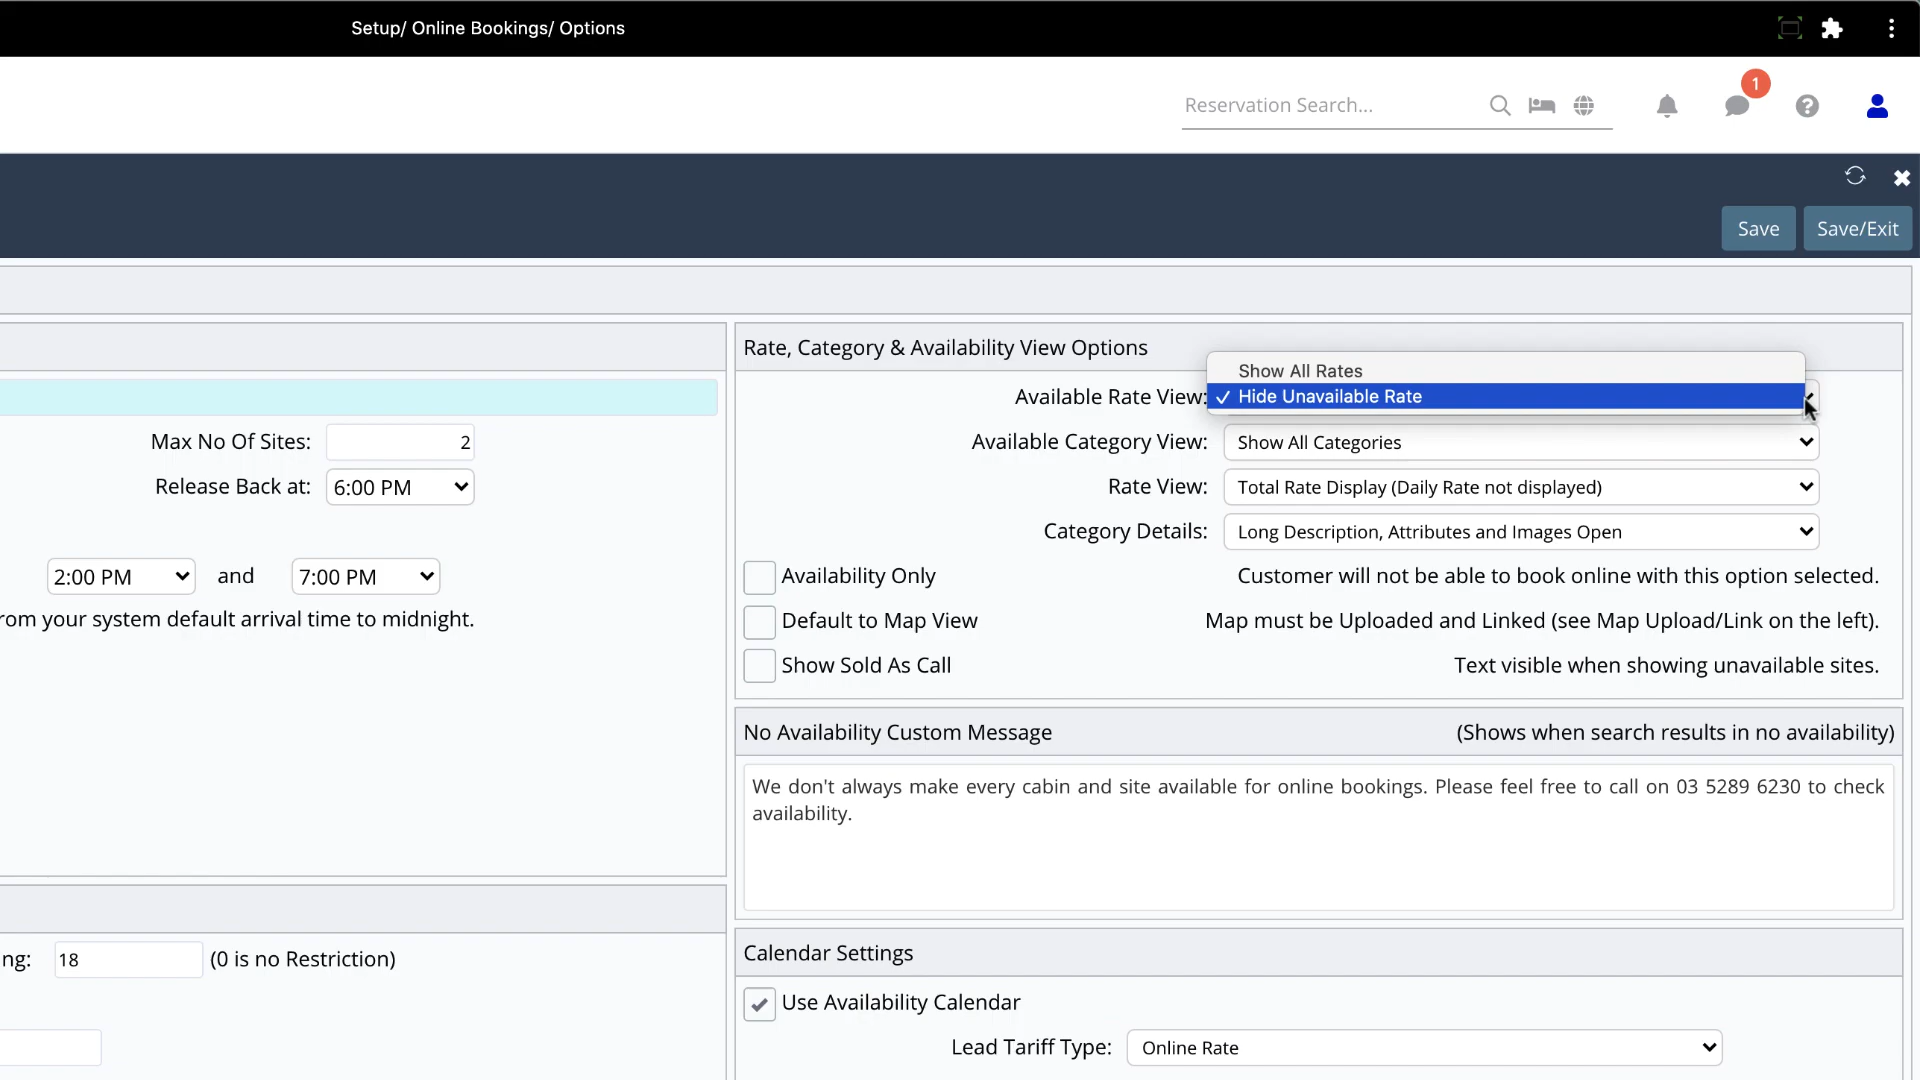 Setup/ Online Bookings/ Options
Reservation Search...
1
Save
Save/Exit
Max No Of Sites: 2
Release Back at: 6:00 PM
2:00 PM and 7:00 PM
rom your system default arrival time to midnight.
ng: 18 (0 is no Restriction)
Rate, Category & Availability View Options
Show All Rates
Available Rate View: ✓ Hide Unavailable Rate
Available Category View: Show All Categories
Rate View: Total Rate Display (Daily Rate not displayed)
Category Details: Long Description, Attributes and Images Open
Availability Only Customer will not be able to book online with this option selected.
Default to Map View Map must be Uploaded and Linked (see Map Upload/Link on the left).
Show Sold As Call Text visible when showing unavailable sites.
No Availability Custom Message (Shows when search results in no availability)
We don't always make every cabin and site available for online bookings. Please feel free to call on 03 5289 6230 to check
availability.
Calendar Settings
Use Availability Calendar
Lead Tariff Type: Online Rate